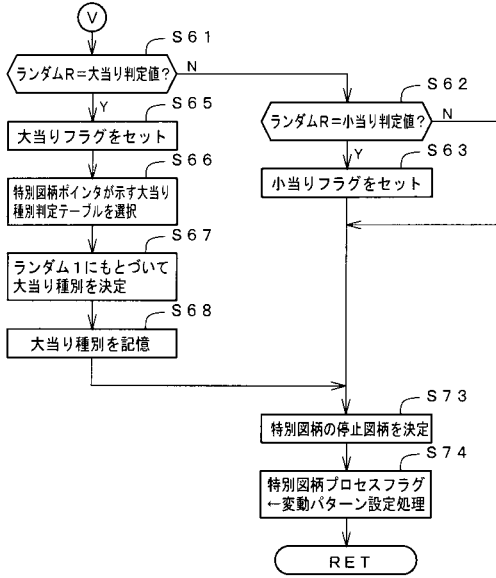 V
S61
ランダムR=大当り判定値?
N
Y
S62
ランダムR=小当り判定値?
N
Y
S65
大当りフラグをセット
S63
小当りフラグをセット
S66
特別図柄ポインタが示す大当り
種別判定テーブルを選択
S67
ランダム1にもとづいて
大当り種別を決定
S68
大当り種別を記憶
S73
特別図柄の停止図柄を決定
S74
特別図柄プロセスフラグ
←変動パターン設定処理
RET